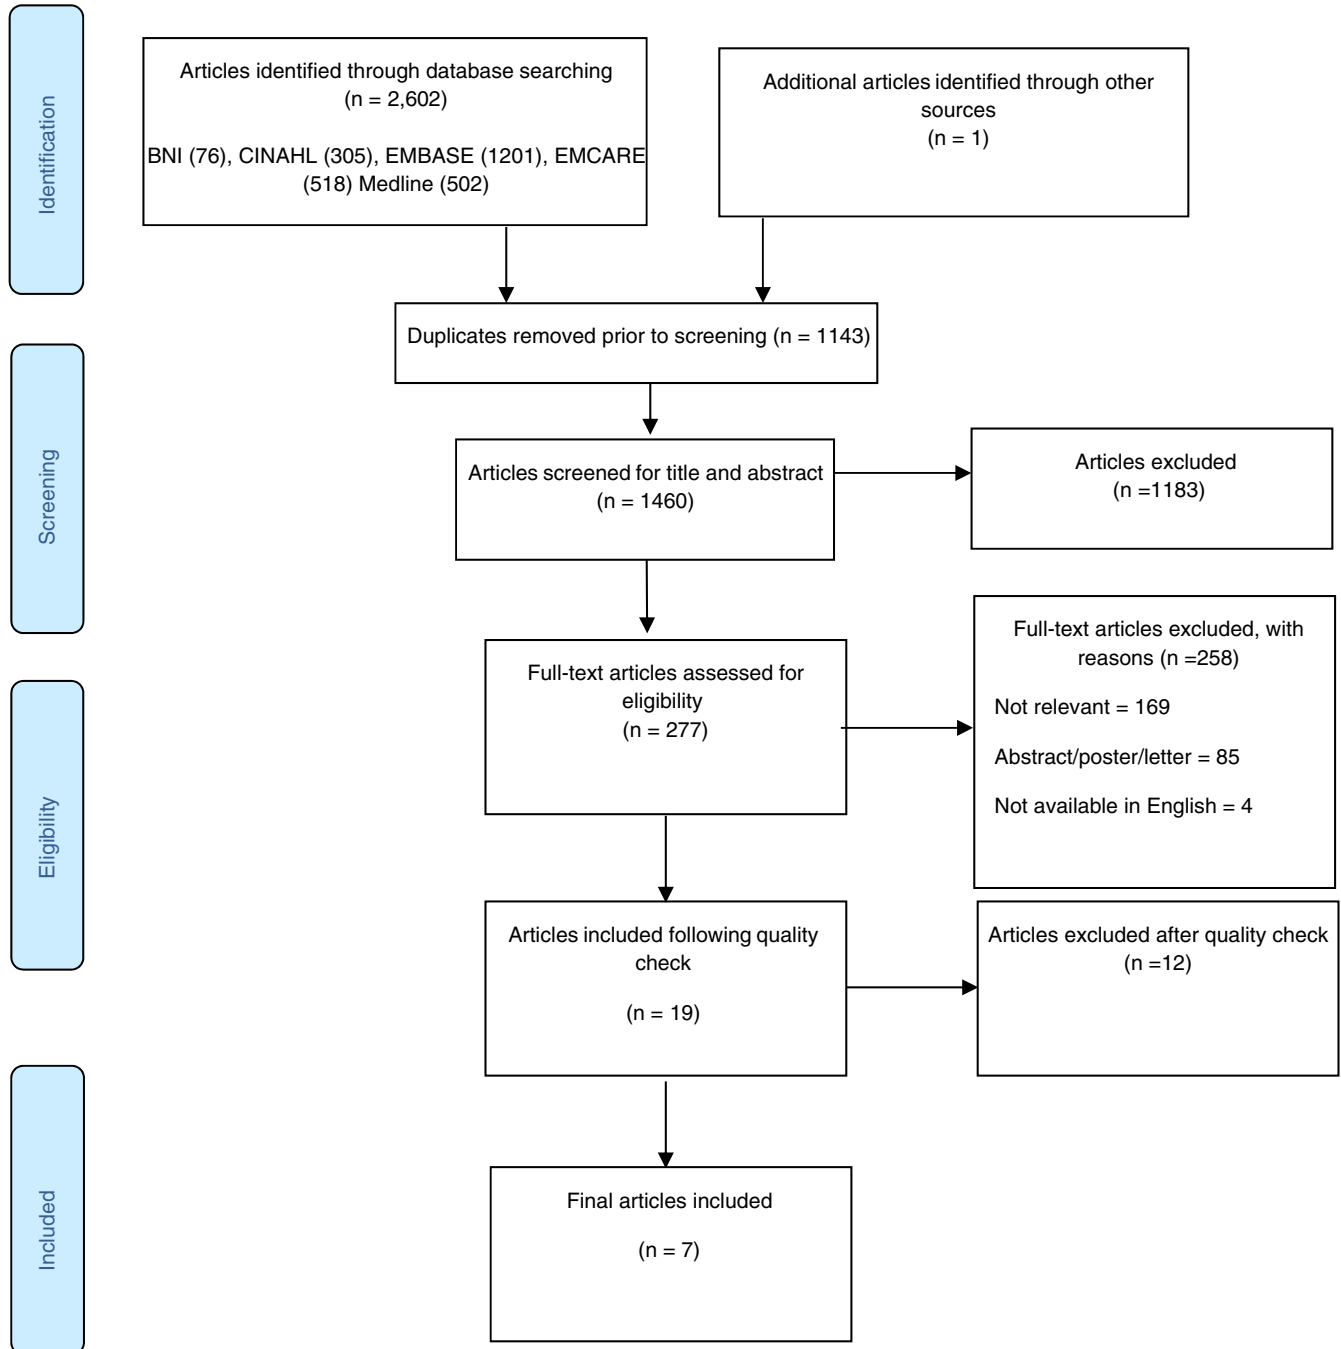 Identification
Articles identified through database searching
(n = 2,602)
BNI (76), CINAHL (305), EMBASE (1201), EMCARE
(518) Medline (502)
Additional articles identified through other
sources
(n = 1)
Duplicates removed prior to screening (n = 1143)
Screening
Articles screened for title and abstract
(n = 1460)
Articles excluded
(n =1183)
Eligibility
Full-text articles assessed for
eligibility
(n = 277)
Full-text articles excluded, with
reasons (n =258)
Not relevant = 169
Abstract/poster/letter = 85
Not available in English = 4
Articles included following quality
check
(n = 19)
Articles excluded after quality check
(n =12)
Included
Final articles included
(n = 7)